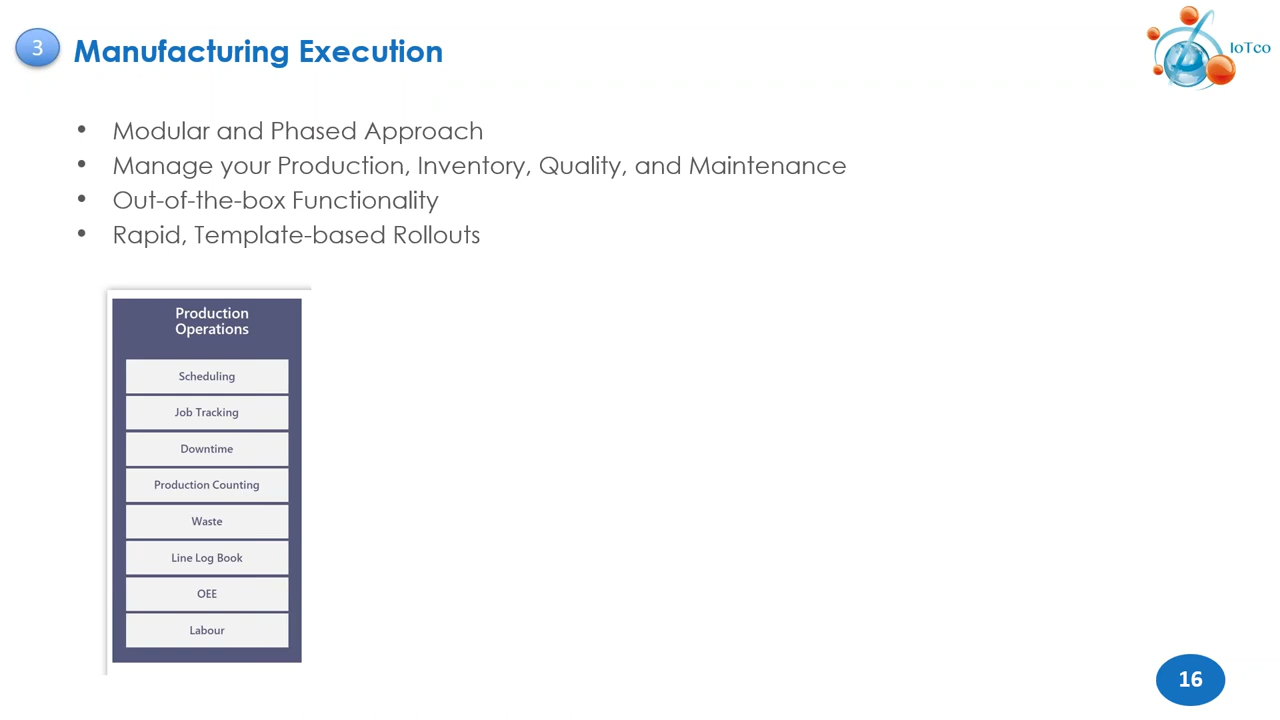 3
Manufacturing Execution
IoTco
• Modular and Phased Approach
• Manage your Production, Inventory, Quality, and Maintenance
• Out-of-the-box Functionality
• Rapid, Template-based Rollouts
Production
Operations
Scheduling
Job Tracking
Downtime
Production Counting
Waste
Line Log Book
OEE
Labour
16